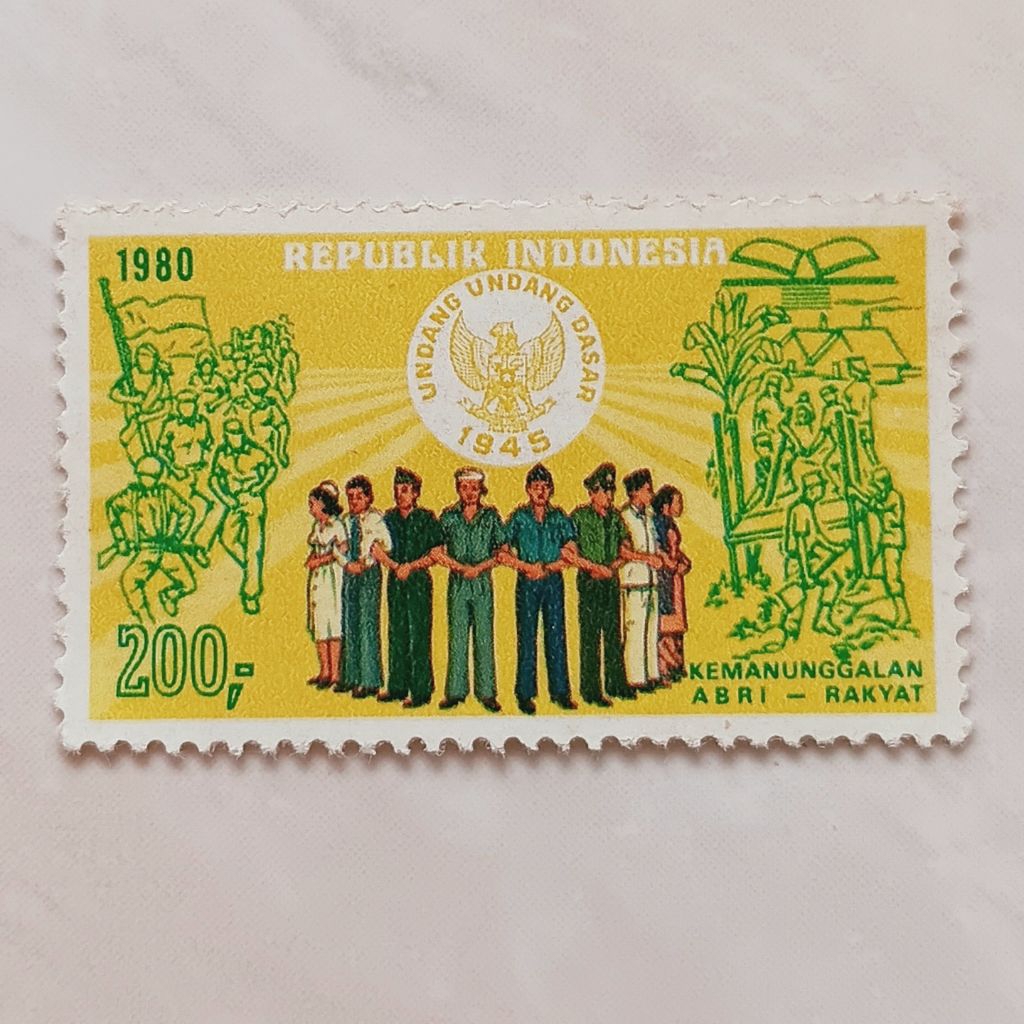 1980
REPUBLIK INDONESIA
UNDANG UNDANG DASAR
1945
200,-
KEMANUNGGALAN
ABRI – RAKYAT